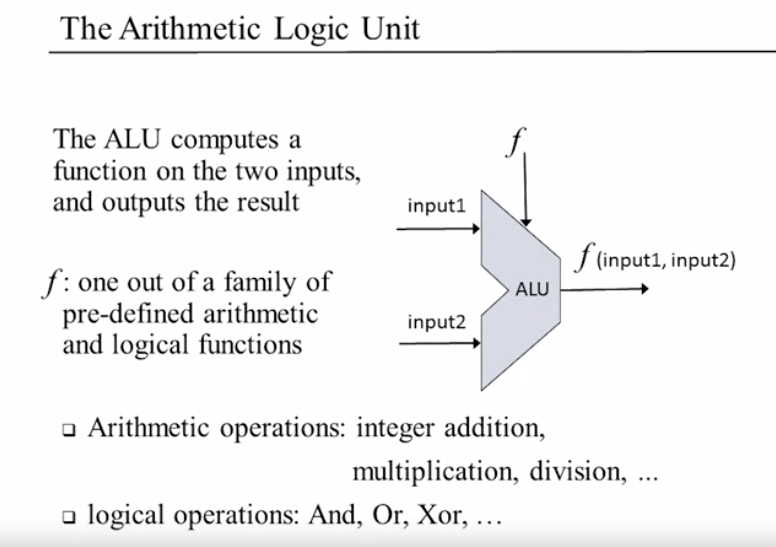 The Arithmetic Logic Unit
The ALU computes a
function on the two inputs,
and outputs the result
f: one out of a family of
pre-defined arithmetic
and logical functions
f
input1
input2
ALU
f (input1, input2)
❑ Arithmetic operations: integer addition,
multiplication, division, ...
❑ logical operations: And, Or, Xor, …